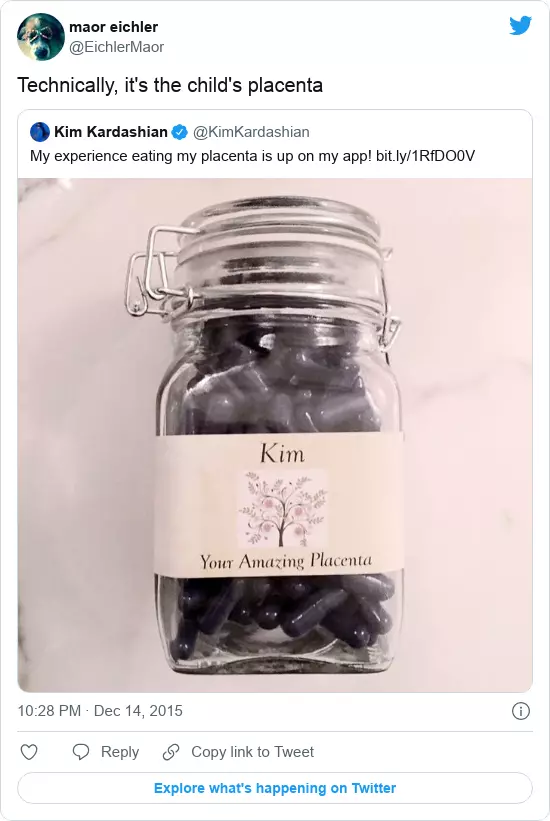 maor eichler
@EichlerMaor
Technically, it's the child's placenta
Kim Kardashian @KimKardashian
My experience eating my placenta is up on my app! bit.ly/1RfDO0V
Kim
Your Amazing Placenta
10:28 PM · Dec 14, 2015
Reply Copy link to Tweet
Explore what's happening on Twitter